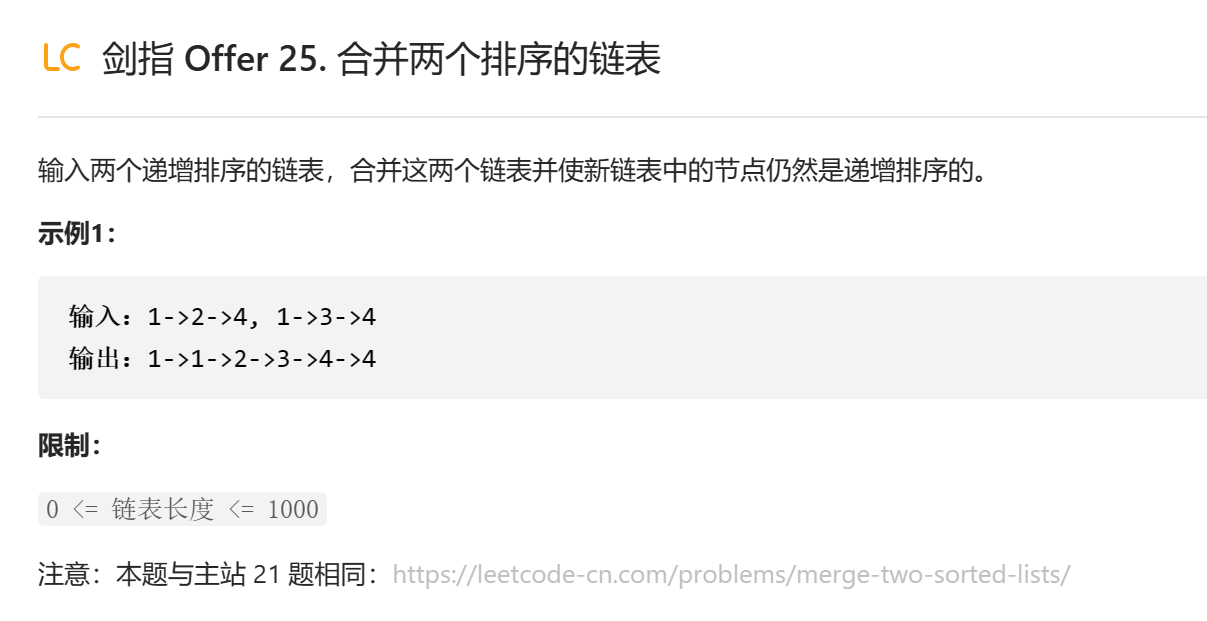 LC 剑指 Offer 25. 合并两个排序的链表
输入两个递增排序的链表，合并这两个链表并使新链表中的节点仍然是递增排序的。
示例1：
输入：1->2->4, 1->3->4
输出：1->1->2->3->4->4
限制：
0 <= 链表长度 <= 1000
注意：本题与主站 21 题相同：https://leetcode-cn.com/problems/merge-two-sorted-lists/